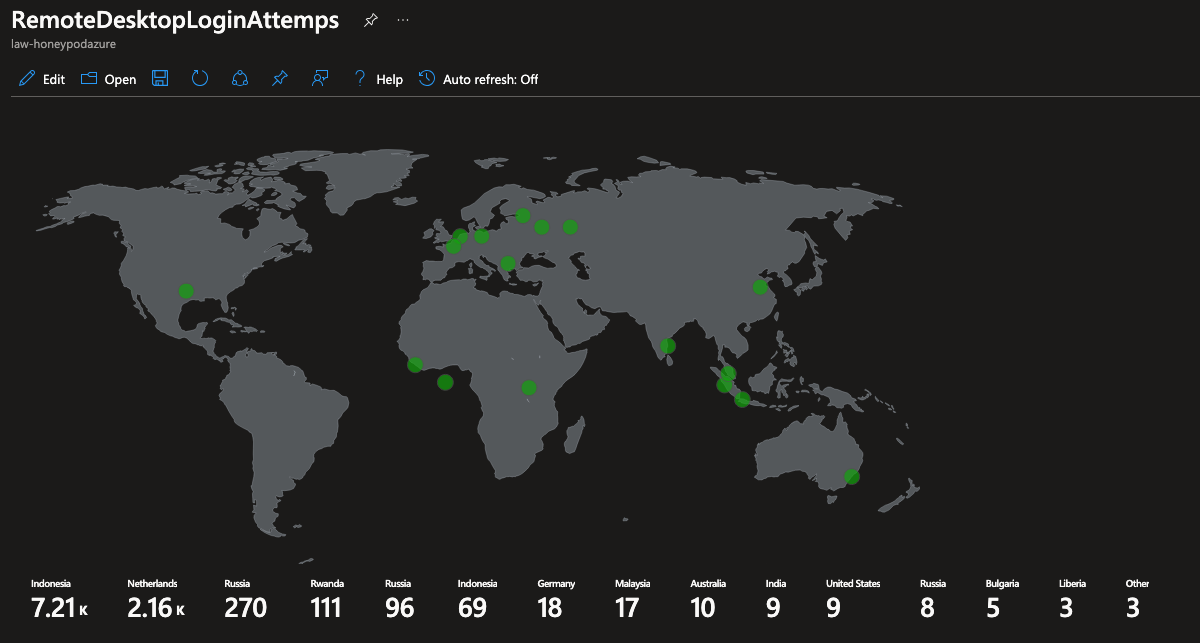 RemoteDesktopLoginAttemps
law-honeypodazure
Edit Open Help Auto refresh: Off
Indonesia Netherlands Russia Rwanda Russia Indonesia Germany Malaysia Australia India United States Russia Bulgaria Liberia Other
7.21 K 2.16 K 270 111 96 69 18 17 10 9 9 8 5 3 3